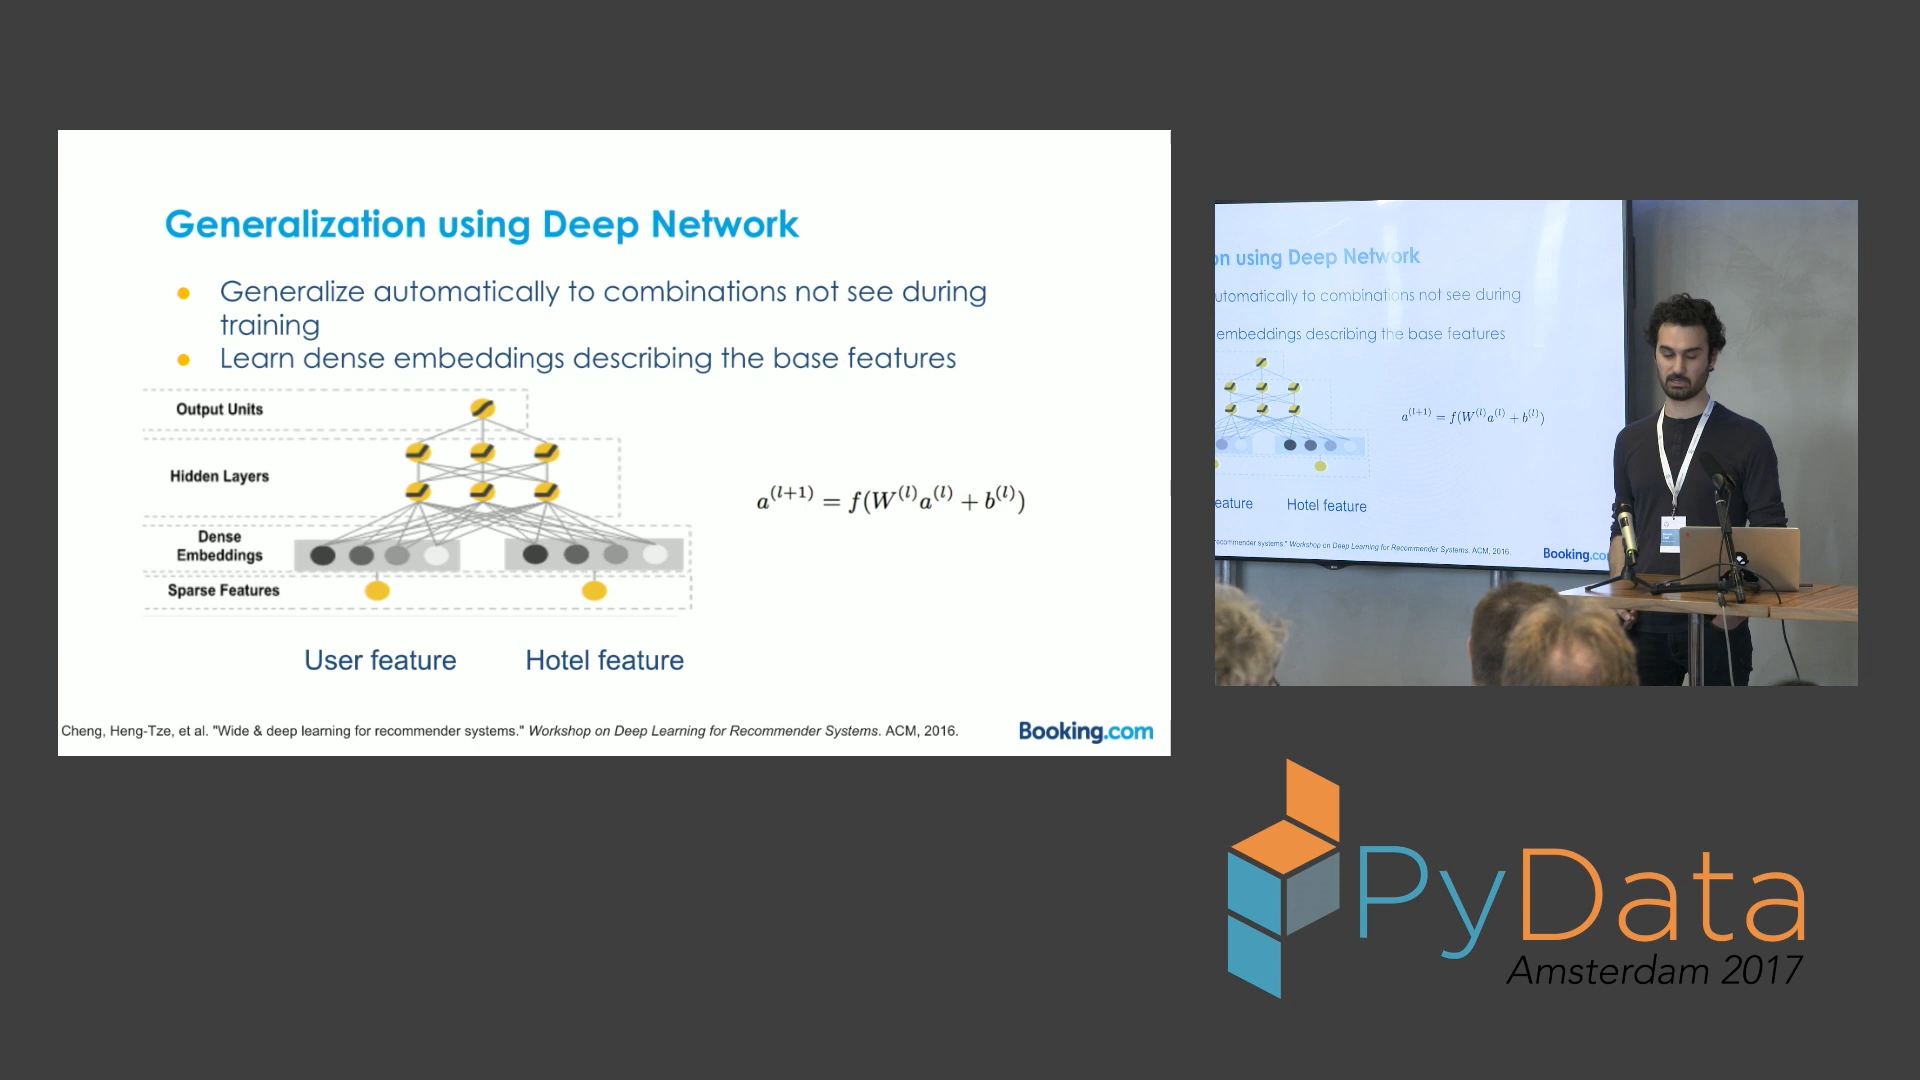 Generalization using Deep Network
● Generalize automatically to combinations not see during
training
● Learn dense embeddings describing the base features
Output Units
Hidden Layers
Dense
Embeddings
Sparse Features
a^(l+1) = f(W^(l)a^(l) + b^(l))
User feature
Hotel feature
Cheng, Heng-Tze, et al. "Wide & deep learning for recommender systems." Workshop on Deep Learning for Recommender Systems. ACM, 2016.
Booking.com
on using Deep Network
utomatically to combinations not see during
embeddings describing the base features
a^(l+1) = f(W^(l)a^(l) + b^(l))
eature
Hotel feature
recommender systems." Workshop on Deep Learning for Recommender Systems. ACM, 2016.
Booking.co
PyData
Amsterdam 2017